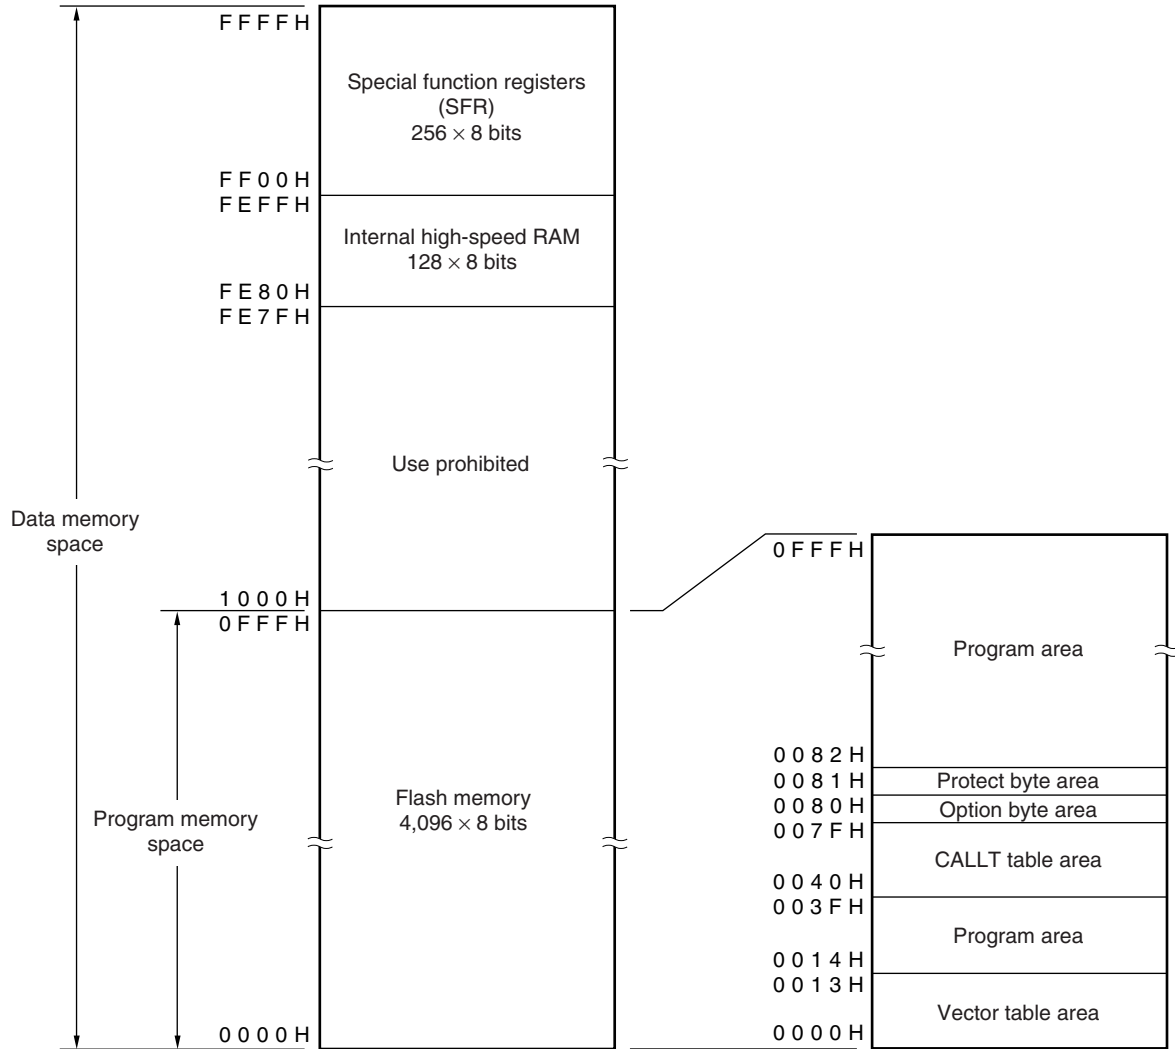 FFFFH
Special function registers
(SFR)
256 × 8 bits
FF00H
FEFFH
Internal high-speed RAM
128 × 8 bits
FE80H
FE7FH
Use prohibited
Data memory
space
1000H
0FFFH
Program memory
space
Flash memory
4,096 × 8 bits
0000H
0FFFH
Program area
0082H
0081H
Protect byte area
0080H
Option byte area
007FH
CALLT table area
0040H
003FH
Program area
0014H
0013H
Vector table area
0000H